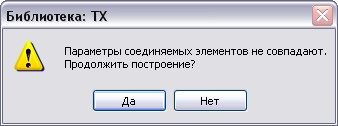 Библиотека: ТХ
Параметры соединяемых элементов не совпадают.
Продолжить построение?
Да
Нет